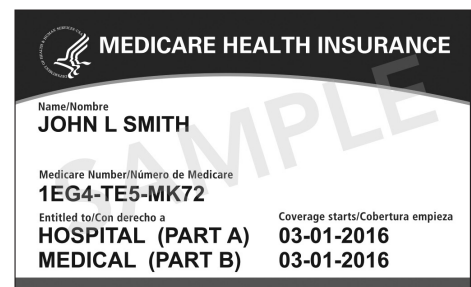 MEDICARE HEALTH INSURANCE
Name/Nombre
JOHN L SMITH
Medicare Number/Número de Medicare
1EG4-TE5-MK72
Entitled to/Con derecho a
HOSPITAL (PART A)
MEDICAL (PART B)
Coverage starts/Cobertura empieza
03-01-2016
03-01-2016
SAMPLE